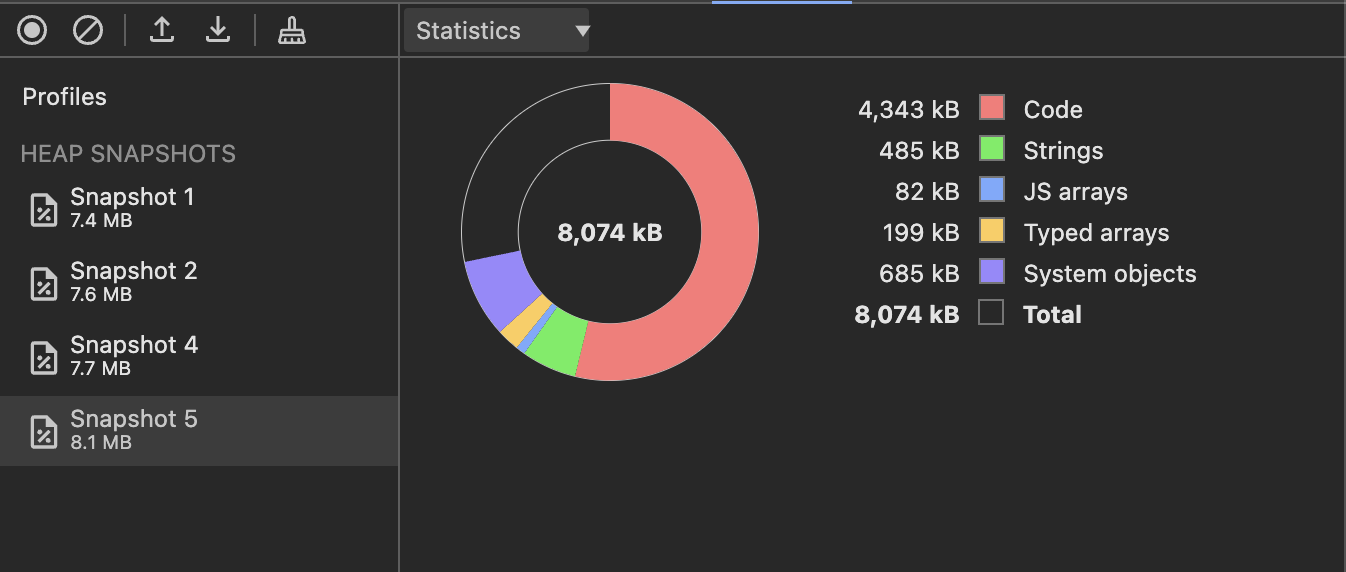 Statistics
Profiles
HEAP SNAPSHOTS
Snapshot 1
7.4 MB
Snapshot 2
7.6 MB
Snapshot 4
7.7 MB
Snapshot 5
8.1 MB
8,074 kB
4,343 kB Code
485 kB Strings
82 kB JS arrays
199 kB Typed arrays
685 kB System objects
8,074 kB Total